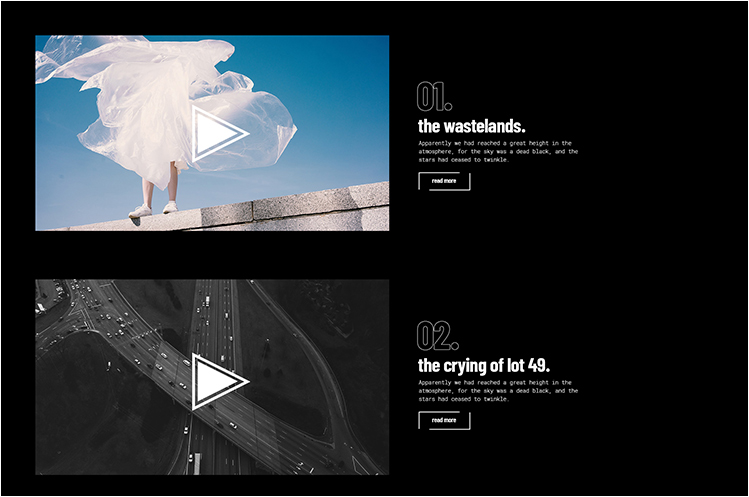 01.
the wastelands.
Apparently we had reached a great height in the
atmosphere, for the sky was a dead black, and the
stars had ceased to twinkle.
read more
02.
the crying of lot 49.
Apparently we had reached a great height in the
atmosphere, for the sky was a dead black, and the
stars had ceased to twinkle.
read more